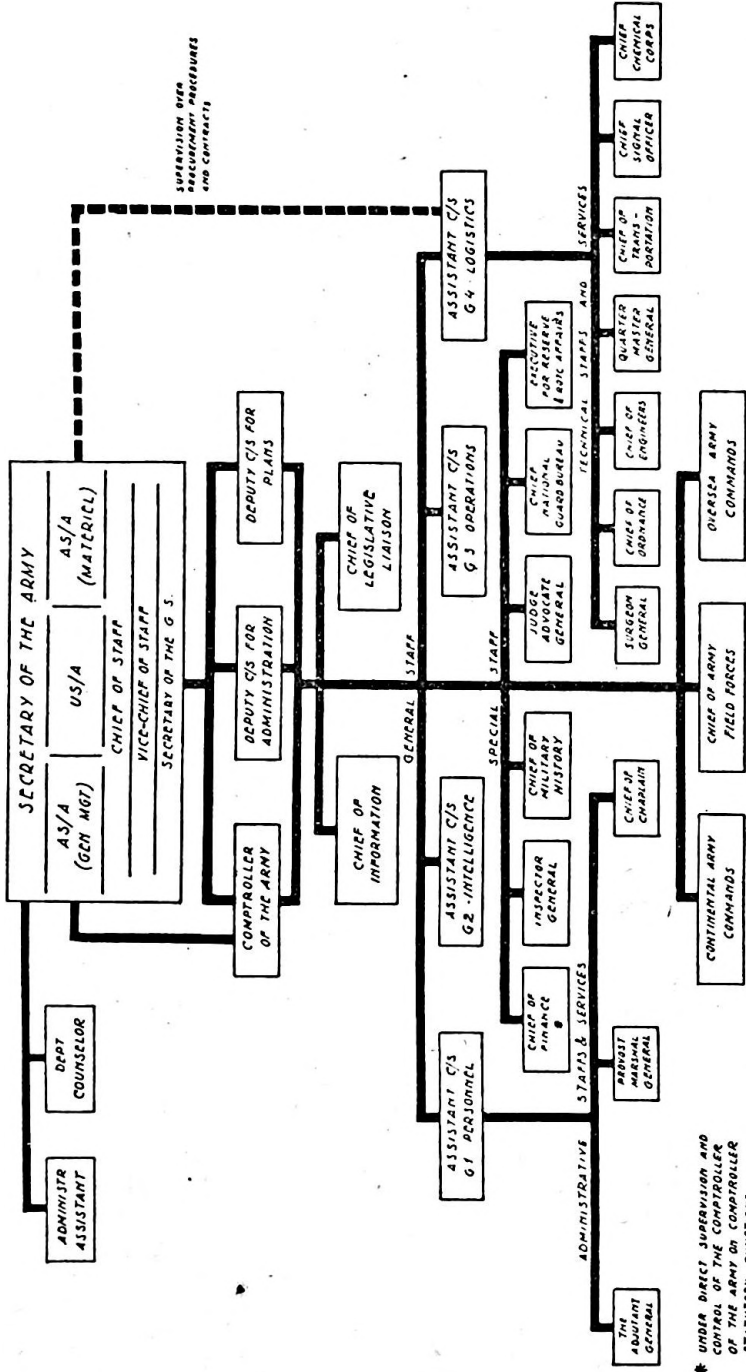 SECRETARY OF THE ARMY
AS/A
(GEN MGT)
US/A
AS/A
(MATERIEL)
CHIEF OF STAFF
VICE-CHIEF OF STAFF
SECRETARY OF THE G S.
SUPERVISION OVER
PROCUREMENT PROCEDURES
AND CONTRACTS
ADMINISTR
ASSISTANT
DEPT
COUNSELOR
COMPTROLLER
OF THE ARMY
DEPUTY C/S FOR
ADMINISTRATION
DEPUTY C/S FOR
PLANS
CHIEF OF
INFORMATION
CHIEF OF
LEGISLATIVE
LIAISON
GENERAL STAFF
ASSISTANT C/S
G1 PERSONNEL
ASSISTANT C/S
G2 - INTELLIGENCE
ASSISTANT C/S
G3 OPERATIONS
ASSISTANT C/S
G4 - LOGISTICS
SPECIAL STAFF
CHIEF OF
FINANCE
*
INSPECTOR
GENERAL
CHIEF OF
MILITARY
HISTORY
JUDGE
ADVOCATE
GENERAL
CHIEF
NATIONAL
GUARD BUREAU
EXECUTIVE
FOR RESERVE
& ROTC AFFAIRS
ADMINISTRATIVE STAFFS & SERVICES
TECHNICAL STAFFS AND SERVICES
THE
ADJUTANT
GENERAL
PROVOST
MARSHAL
GENERAL
CHIEF OF
CHAPLAIN
SURGEON
GENERAL
CHIEF OF
ORDNANCE
CHIEF OF
ENGINEERS
QUARTER
MASTER
GENERAL
CHIEF OF
TRANS-
PORTATION
CHIEF
SIGNAL
OFFICER
CHIEF
CHEMICAL
CORPS
CONTINENTAL ARMY
COMMANDS
CHIEF OF ARMY
FIELD FORCES
OVERSEA ARMY
COMMANDS
* UNDER DIRECT SUPERVISION AND
CONTROL OF THE COMPTROLLER
OF THE ARMY ON COMPTROLLER